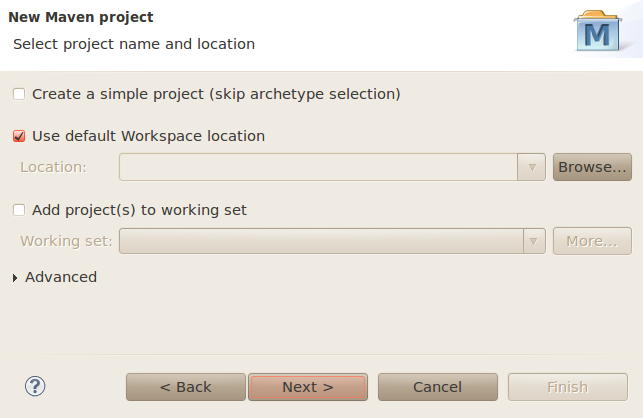 New Maven project
Select project name and location
M
Create a simple project (skip archetype selection)
Use default Workspace location
Location:
Browse...
Add project(s) to working set
Working set:
More...
Advanced
?
< Back
Next >
Cancel
Finish